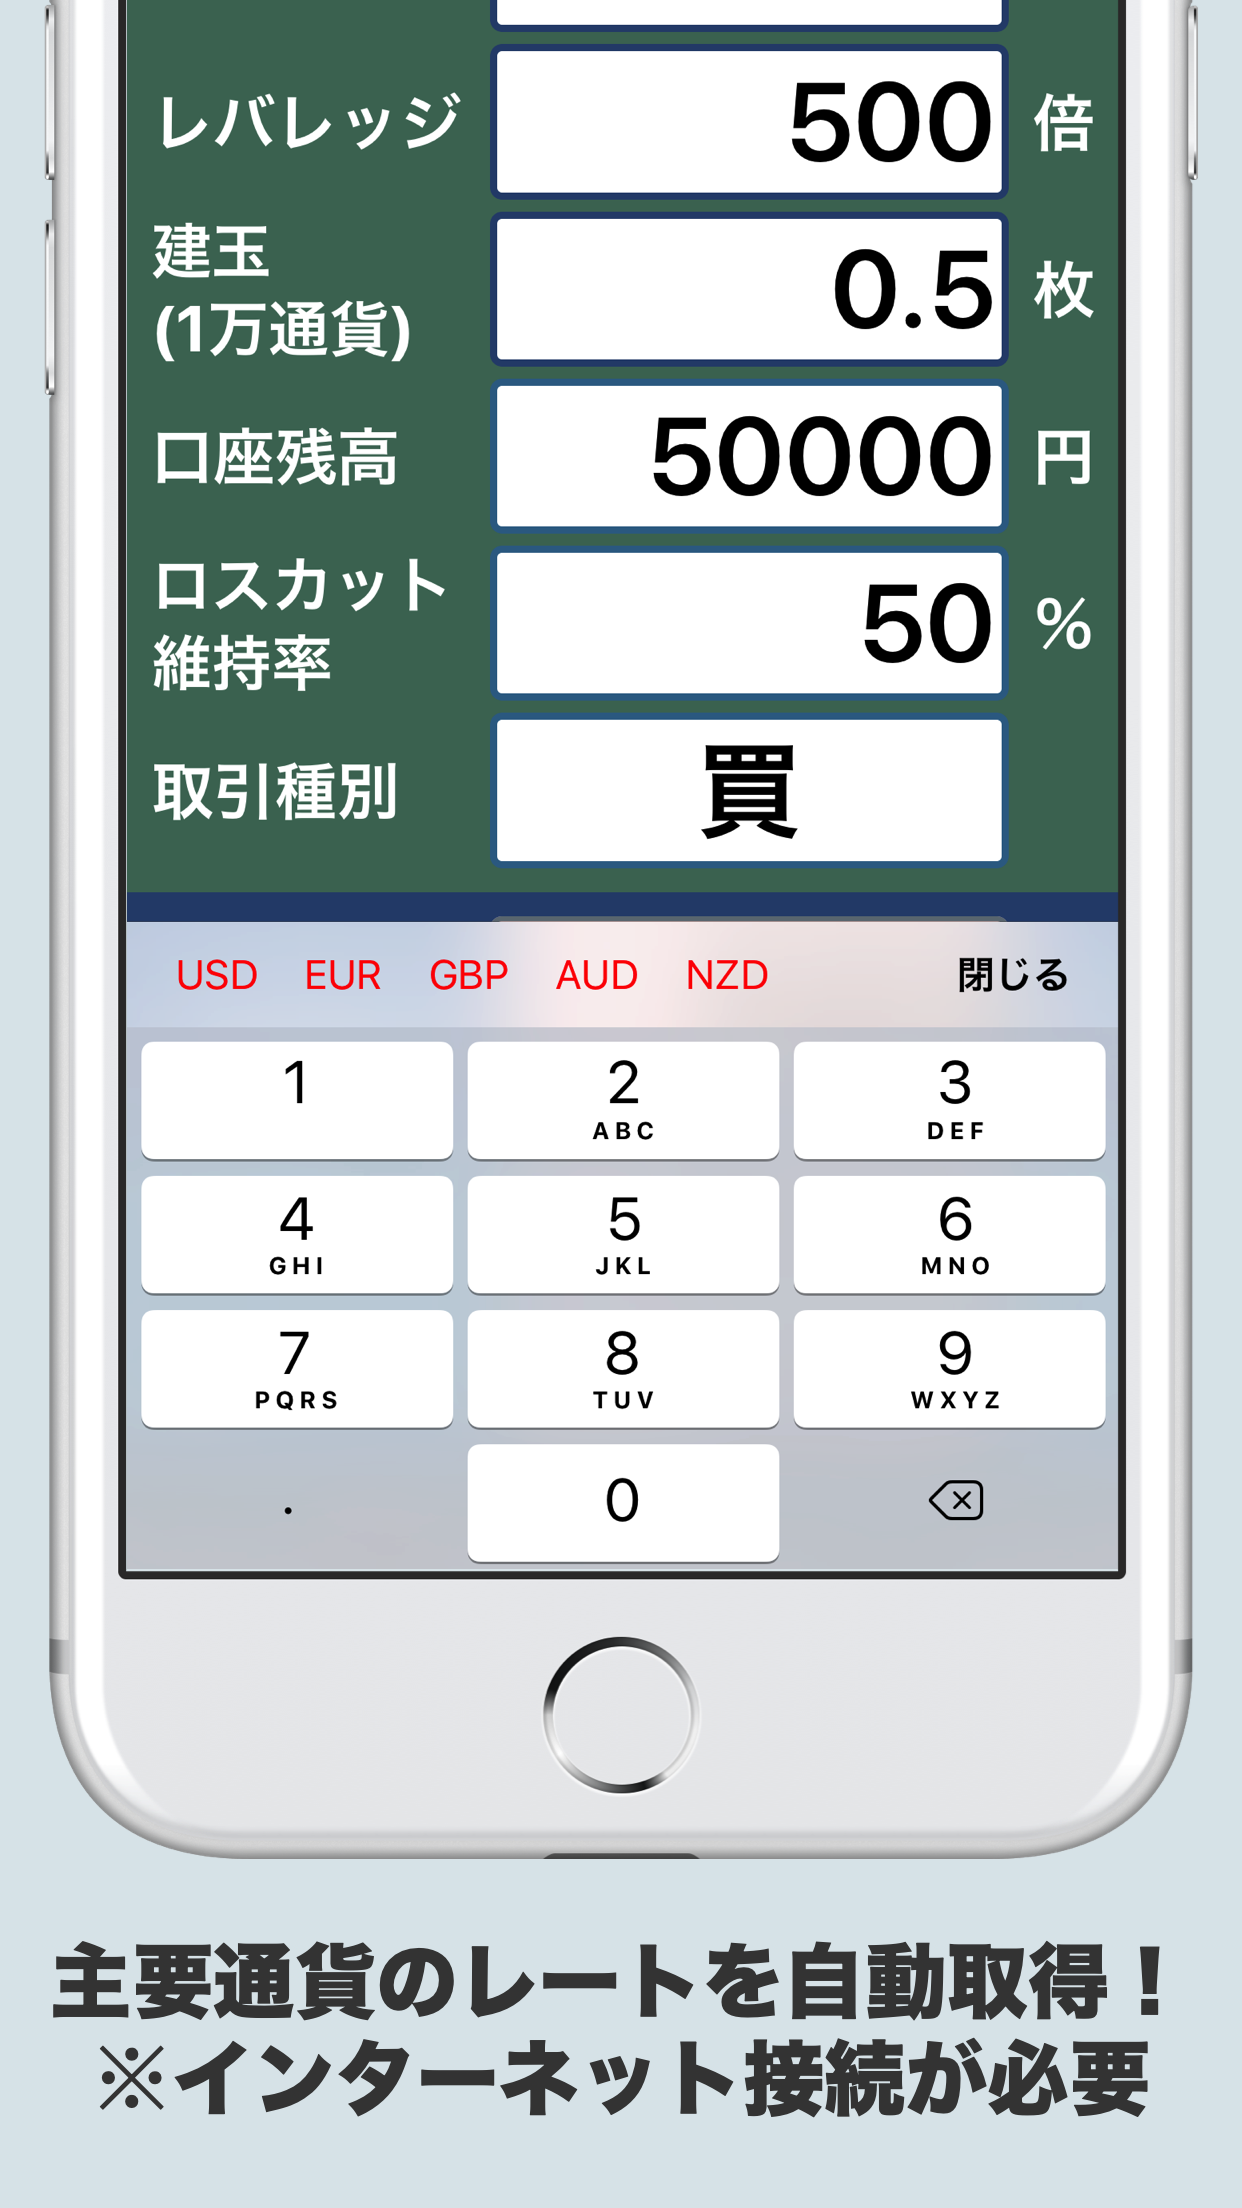 レバレッジ 500 倍
建玉
(1万通貨) 0.5 枚
口座残高 50000 円
ロスカット
維持率 50 %
取引種別 買
USD EUR GBP AUD NZD 閉じる
1 2 3
ABC DEF
4 5 6
GHI JKL MNO
7 8 9
PQRS TUV WXYZ
. 0
主要通貨のレートを自動取得！
※インターネット接続が必要